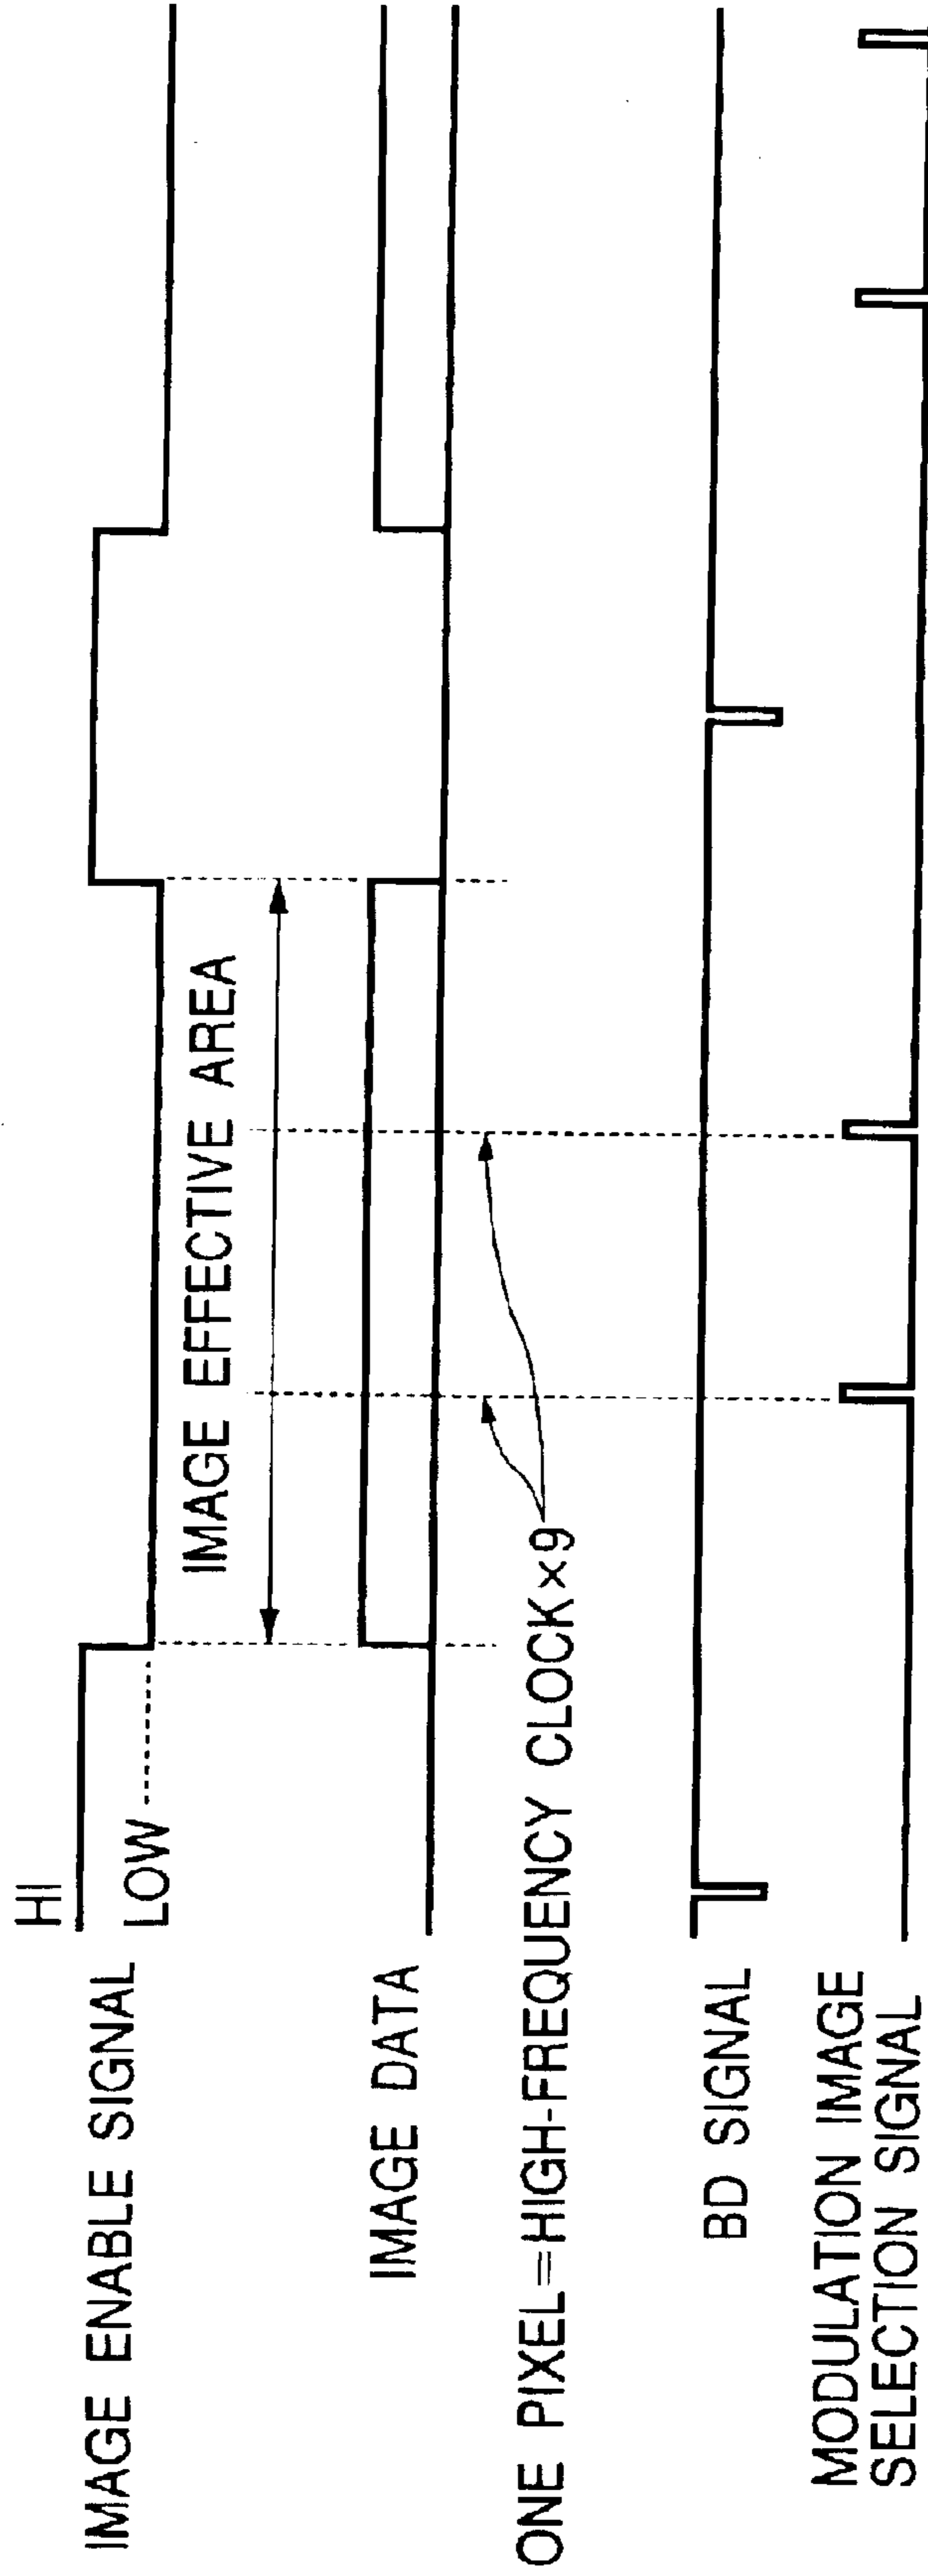 HI
IMAGE ENABLE SIGNAL
LOW
IMAGE EFFECTIVE AREA
IMAGE DATA
ONE PIXEL=HIGH-FREQUENCY CLOCK×9
BD SIGNAL
MODULATION IMAGE
SELECTION SIGNAL